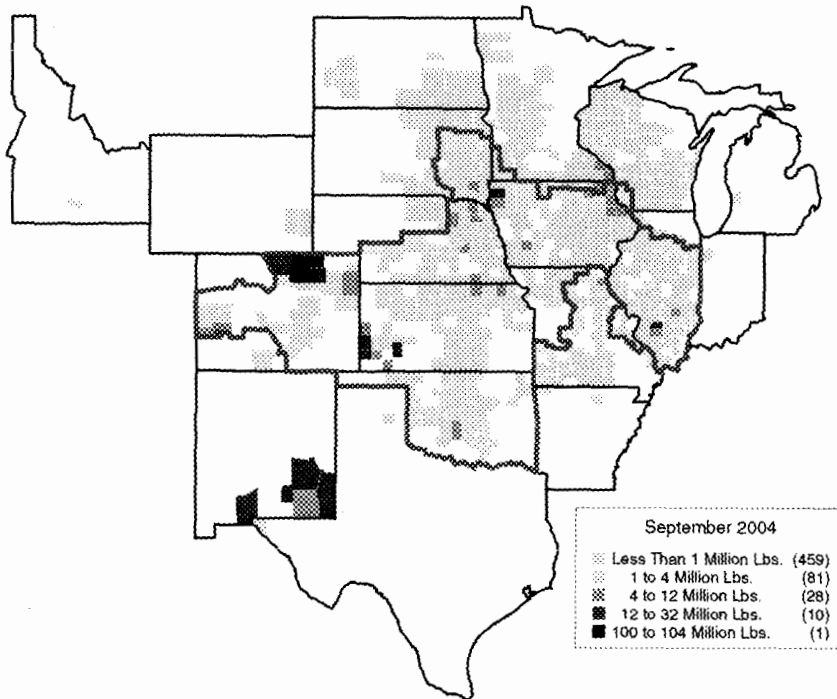 September 2004
Less Than 1 Million Lbs. (459)
1 to 4 Million Lbs. (81)
4 to 12 Million Lbs. (28)
12 to 32 Million Lbs. (10)
100 to 104 Million Lbs. (1)